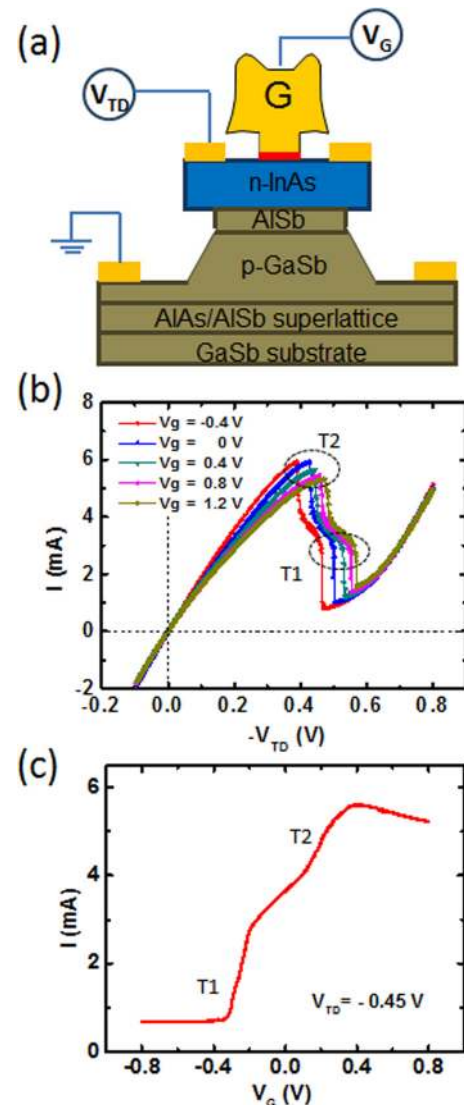 (a)
V_G
V_TD
G
n-InAs
AlSb
p-GaSb
AlAs/AlSb superlattice
GaSb substrate
(b)
8
6
4
2
0
-2
I (mA)
Vg = -0.4 V
Vg = 0 V
Vg = 0.4 V
Vg = 0.8 V
Vg = 1.2 V
T2
T1
-0.2 0.0 0.2 0.4 0.6 0.8
-V_TD (V)
(c)
6
4
2
0
I (mA)
T2
T1
V_TD= - 0.45 V
-0.8 -0.4 0.0 0.4 0.8
V_G (V)